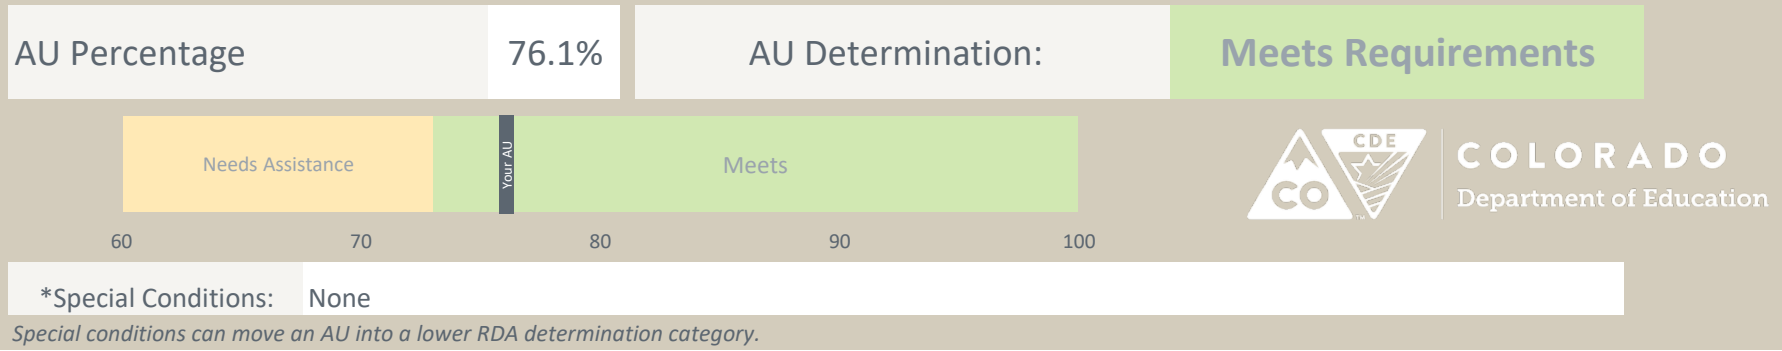 AU Percentage 76.1% AU Determination: Meets Requirements
Needs Assistance Your AU Meets
60 70 80 90 100
CDE
CO
TM
COLORADO
Department of Education
*Special Conditions: None
Special conditions can move an AU into a lower RDA determination category.